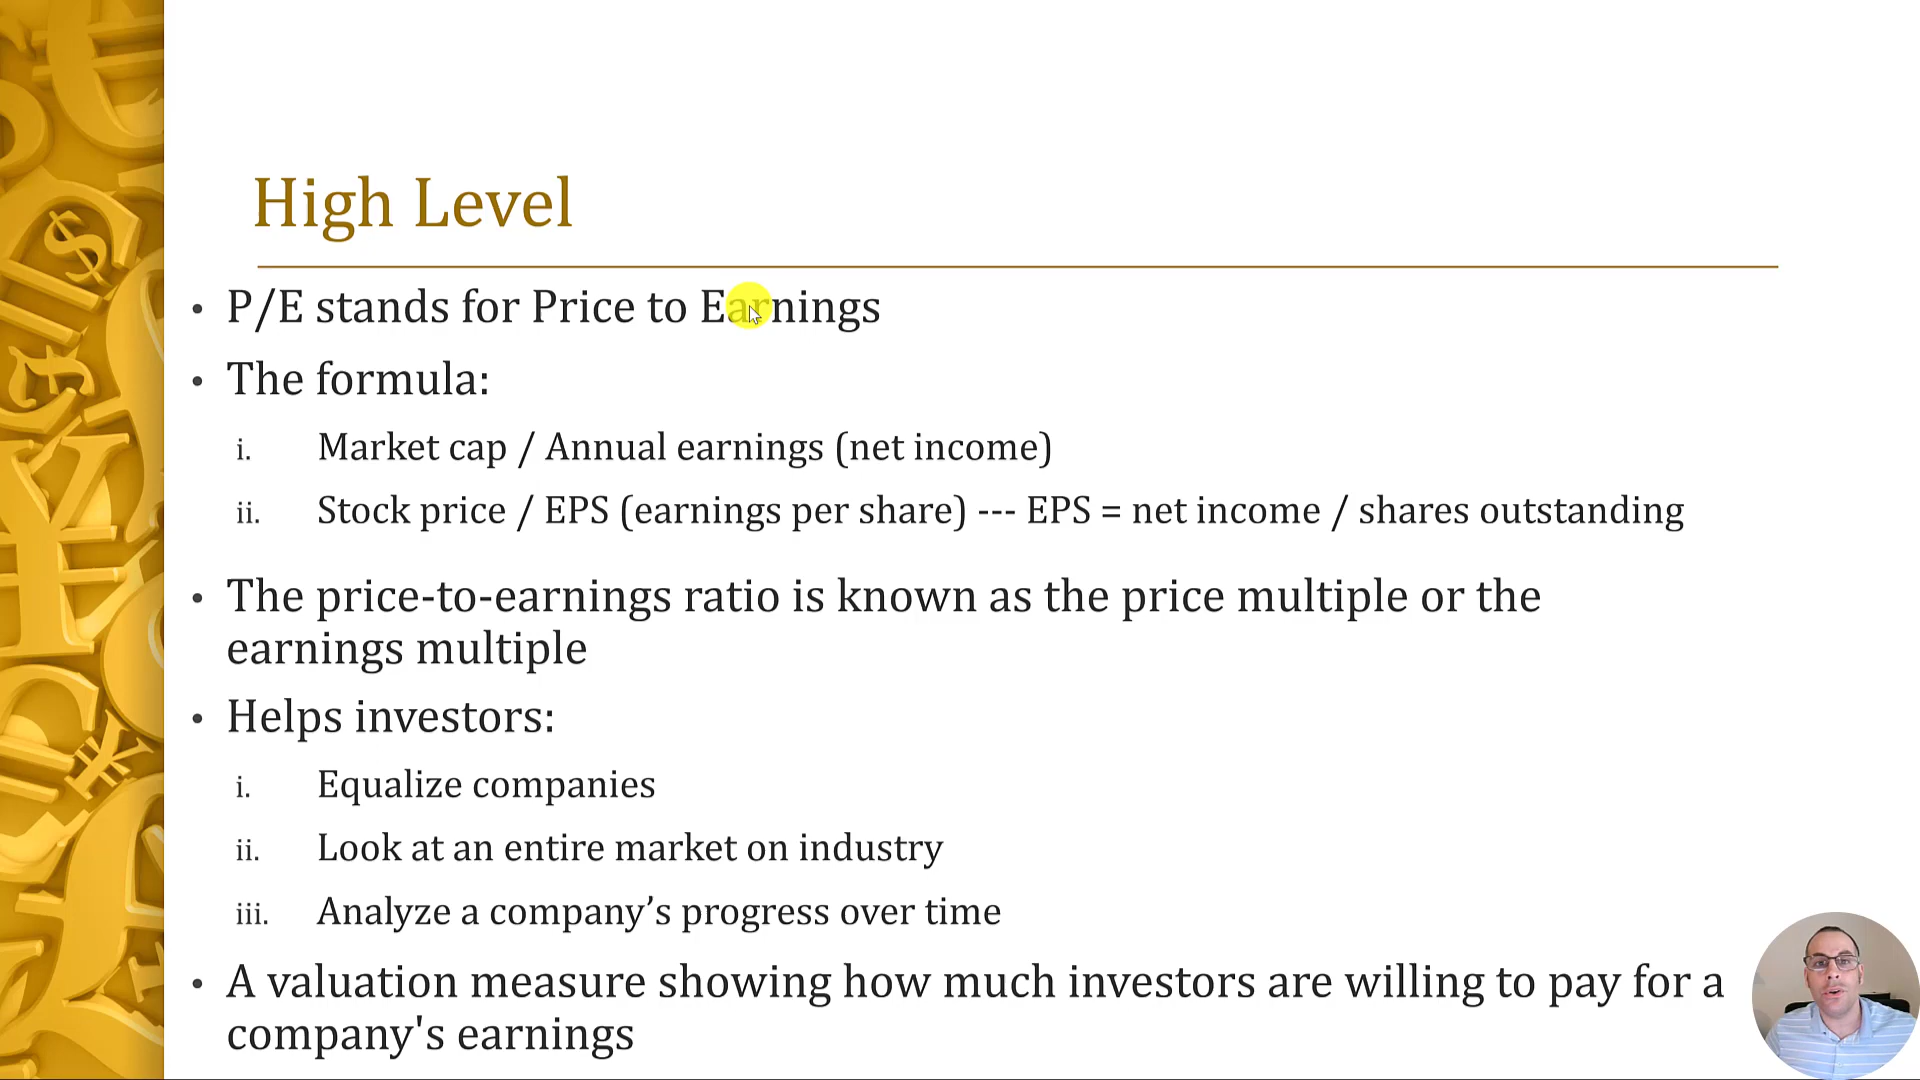 High Level
• P/E stands for Price to Earnings
• The formula:
i. Market cap / Annual earnings (net income)
ii. Stock price / EPS (earnings per share) --- EPS = net income / shares outstanding
• The price-to-earnings ratio is known as the price multiple or the
earnings multiple
• Helps investors:
i. Equalize companies
ii. Look at an entire market on industry
iii. Analyze a company’s progress over time
• A valuation measure showing how much investors are willing to pay for a
company's earnings